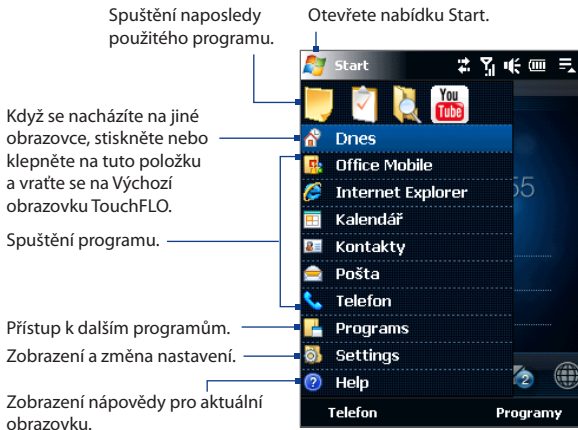 Spuštění naposledy
použitého programu.
Otevřete nabídku Start.
Start
You
Tube
Když se nacházíte na jiné
obrazovce, stiskněte nebo
klepněte na tuto položku
a vraťte se na Výchozí
obrazovku TouchFLO.
Dnes
Office Mobile
55
Internet Explorer
Kalendář
Kontakty
Pošta
Spuštění programu.
Telefon
Přístup k dalším programům.
Programs
Zobrazení a změna nastavení.
Settings
Help
2
Zobrazení nápovědy pro aktuální
obrazovku.
Telefon
Programy